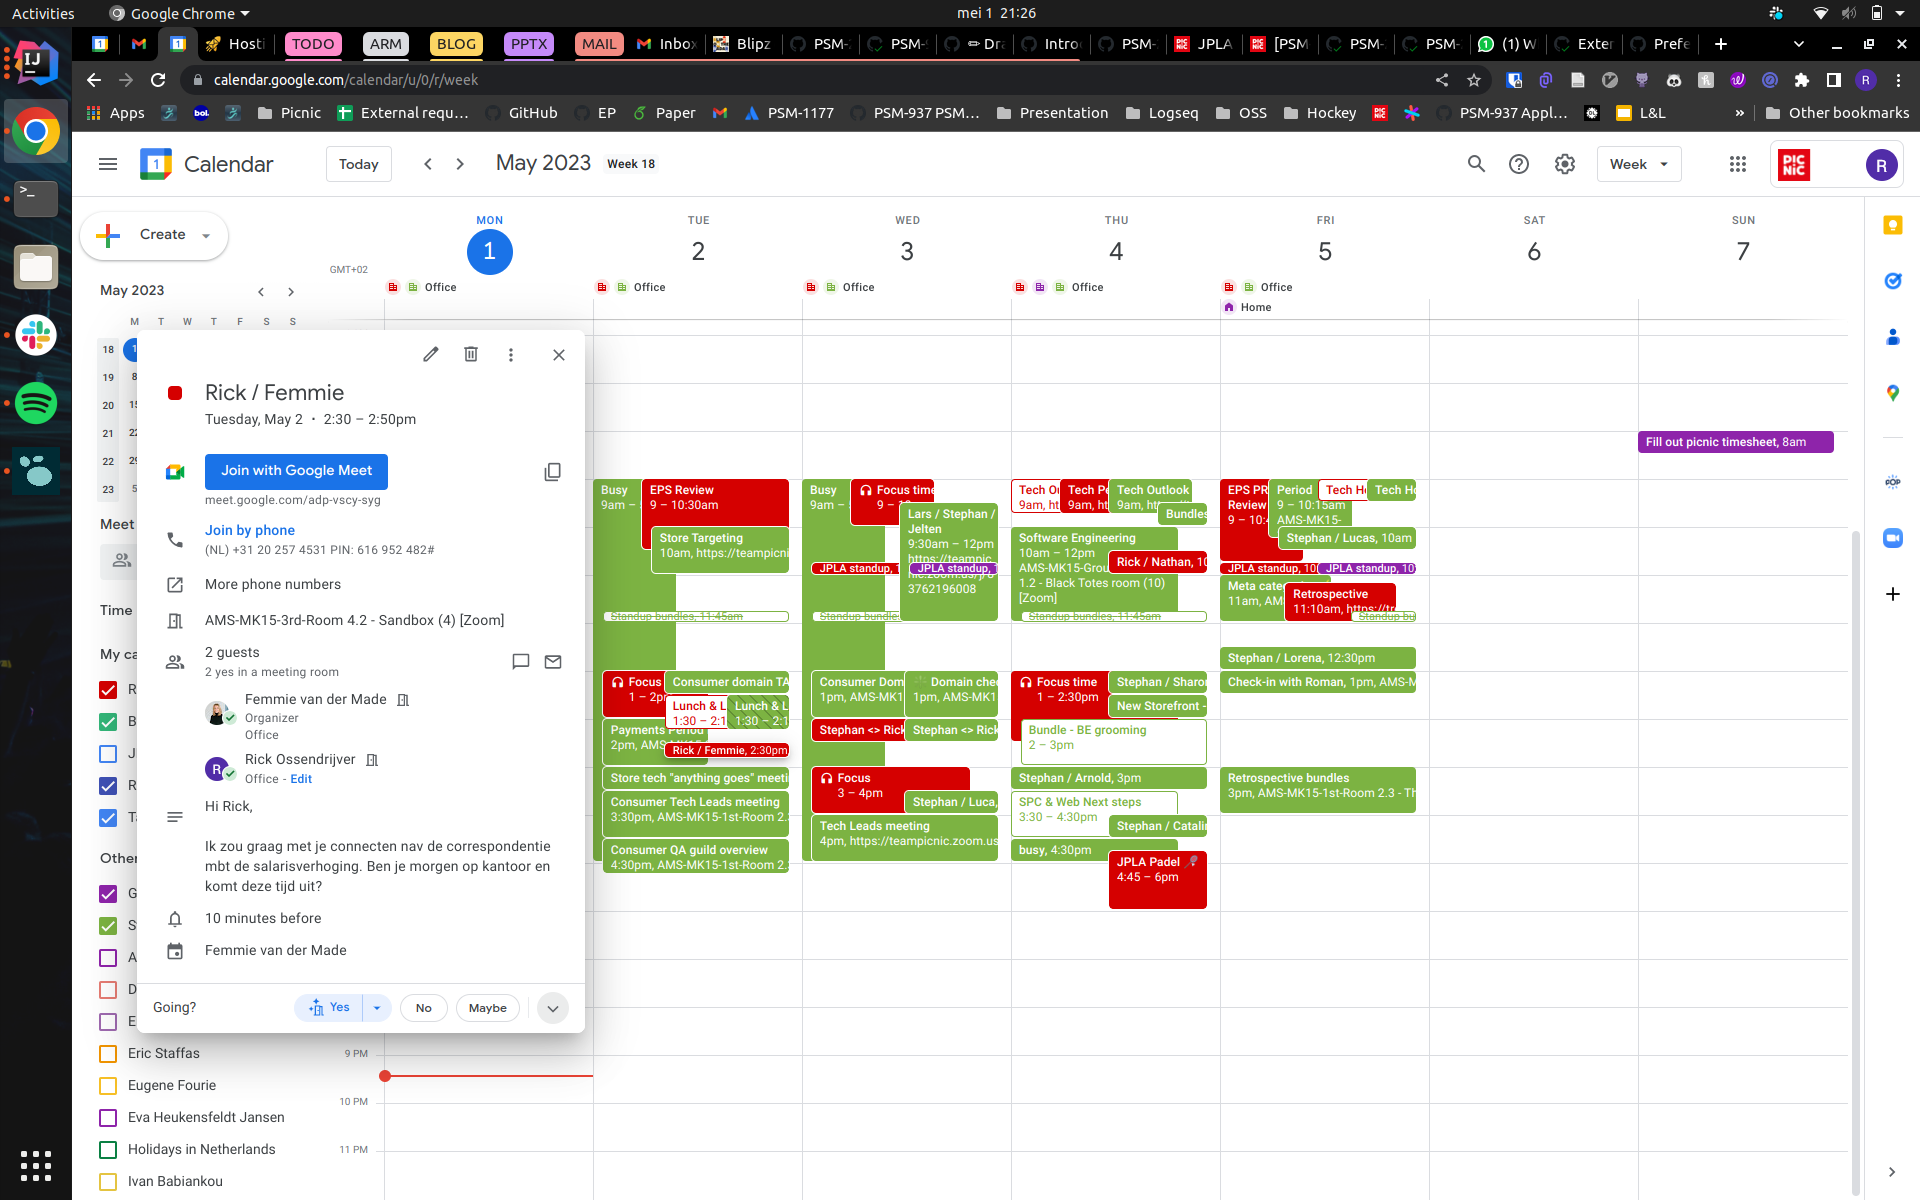 Activities
Google Chrome
mei 1 21:26
Hosti
TODO
ARM
BLOG
PPTX
MAIL
Inbox
Blipz
PSM-
PSM-
Dra
Intro
PSM-
JPLA
[PSM
PSM-
PSM-
(1) W
Exter
Prefe
calendar.google.com/calendar/u/0/r/week
Apps
bol.
Picnic
External requ…
GitHub
EP
Paper
PSM-1177
PSM-937 PSM…
Presentation
Logseq
OSS
Hockey
PSM-937 Appl…
L&L
»
Other bookmarks
Calendar
Today
May 2023
Week 18
Week
PICNIC
R
Create
GMT+02
MON
1
TUE
2
WED
3
THU
4
FRI
5
SAT
6
SUN
7
Office
Office
Office
Office
Office
Home
May 2023
M T W T F S S
18
19 8
20 15
21 22
22 29
23 5
Meet
Time
My ca
Other
Rick / Femmie
Tuesday, May 2 · 2:30 – 2:50pm
Join with Google Meet
meet.google.com/adp-vscy-syg
Join by phone
(NL) +31 20 257 4531 PIN: 616 952 482#
More phone numbers
AMS-MK15-3rd-Room 4.2 - Sandbox (4) [Zoom]
2 guests
2 yes in a meeting room
Femmie van der Made
Organizer
Office
Rick Ossendrijver
Office - Edit
Hi Rick,
Ik zou graag met je connecten nav de correspondentie
mbt de salarisverhoging. Ben je morgen op kantoor en
komt deze tijd uit?
10 minutes before
Femmie van der Made
Going?
Yes
No
Maybe
Eric Staffas
Eugene Fourie
Eva Heukensfeldt Jansen
Holidays in Netherlands
Ivan Babiankou
9 PM
10 PM
11 PM
Busy
9am –
EPS Review
9 – 10:30am
Store Targeting
10am, https://teampicni
Standup bundles, 11:45am
Focus
1 – 2pm
Consumer domain TA
Lunch & L
1:30 – 2:1
Lunch & L
1:30 – 2:1
Payments Period
2pm, AMS
Rick / Femmie, 2:30pm
Store tech "anything goes" meeti
Consumer Tech Leads meeting
3:30pm, AMS-MK15-1st-Room 2.
Consumer QA guild overview
4:30pm, AMS-MK15-1st-Room 2.
Busy
9am –
Focus time
9 –
Lars / Stephan /
Jelten
9:30am – 12pm
https://teampic
JPLA standup, 1
JPLA standup, 1
3762196008
Standup bundle
Consumer Dom
1pm, AMS-MK1
Domain chec
1pm, AMS-MK1
Stephan <> Rick
Stephan <> Rick
Focus
3 – 4pm
Stephan / Luca,
Tech Leads meeting
4pm, https://teampicnic.zoom.us
Tech Ou
9am, ht
Tech Pe
9am, ht
Tech Outlook
9am, htt
Bundles
Software Engineering
10am – 12pm
AMS-MK15-Grou
1.2 - Black Totes room (10)
[Zoom]
Rick / Nathan, 10
Standup bundles, 11:45am
Focus time
1 – 2:30pm
Stephan / Sharo
New Storefront -
Bundle - BE grooming
2 – 3pm
Stephan / Arnold, 3pm
SPC & Web Next steps
3:30 – 4:30pm
Stephan / Catali
busy, 4:30pm
JPLA Padel
4:45 – 6pm
EPS PR
Review
9 – 10:4
Period
9 – 10:15am
AMS-MK15-
Tech Ho
Tech Ho
Stephan / Lucas, 10am
JPLA standup, 10
JPLA standup, 10:
Meta cate
11am, AM
Retrospective
11:10am, https://tr
Standup bu
Stephan / Lorena, 12:30pm
Check-in with Roman, 1pm, AMS-M
Retrospective bundles
3pm, AMS-MK15-1st-Room 2.3 - Th
Fill out picnic timesheet, 8am